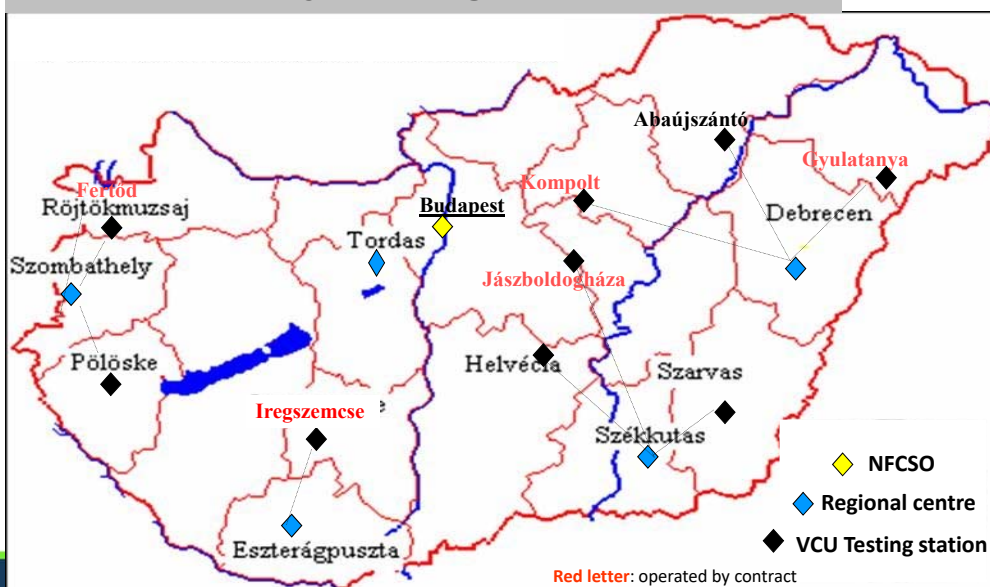 Abaújszántó
Gyulatanya
Kompolt
Fertőd
Röjtökmuzsaj
Budapest
Debrecen
Tordas
Szombathely
Jászboldogháza
Pölöske
Helvécia
Szarvas
Iregszemcse
Székkutas
NFCSO
Regional centre
Eszterágpuszta
VCU Testing station
Red letter: operated by contract